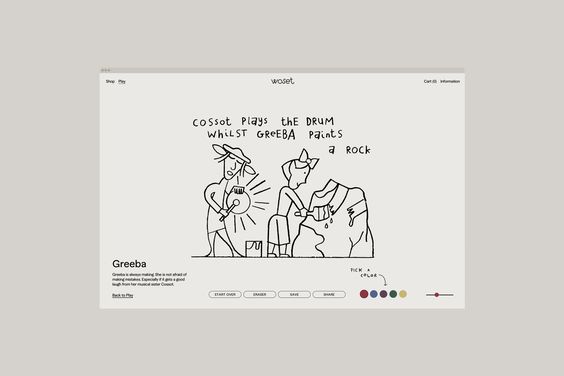 Shop Play
woset
Cart (0) Information
COSSOT PLAYS THE DRUM
WHILST GREEBA PAINTS
A ROCK
Greeba
Greeba is always making. She is not afraid of
making mistakes. Especially if it gets a good
laugh from her musical sister Cossot.
Back to Play
START OVER
ERASER
SAVE
SHARE
PICK A
COLOR